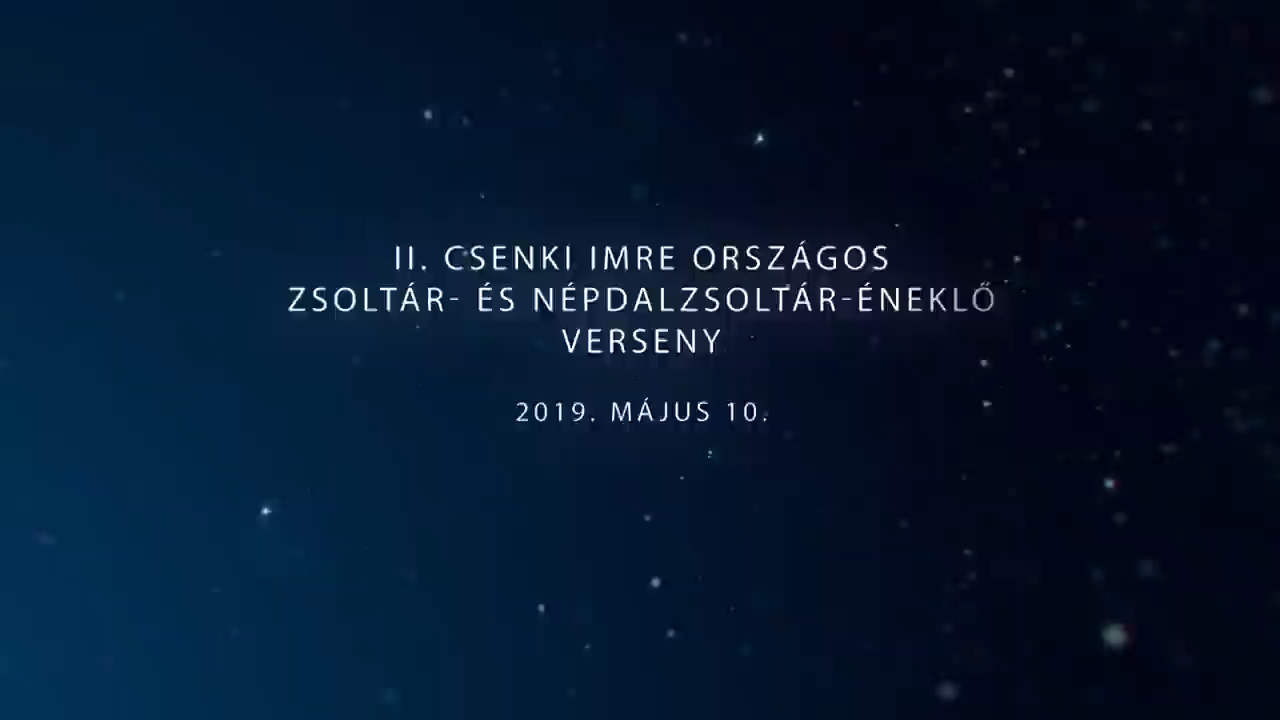 II. CSENKI IMRE ORSZÁGOS
ZSOLTÁR- ÉS NÉPDALZSOLTÁR-ÉNEKLŐ
VERSENY
2019. MÁJUS 10.